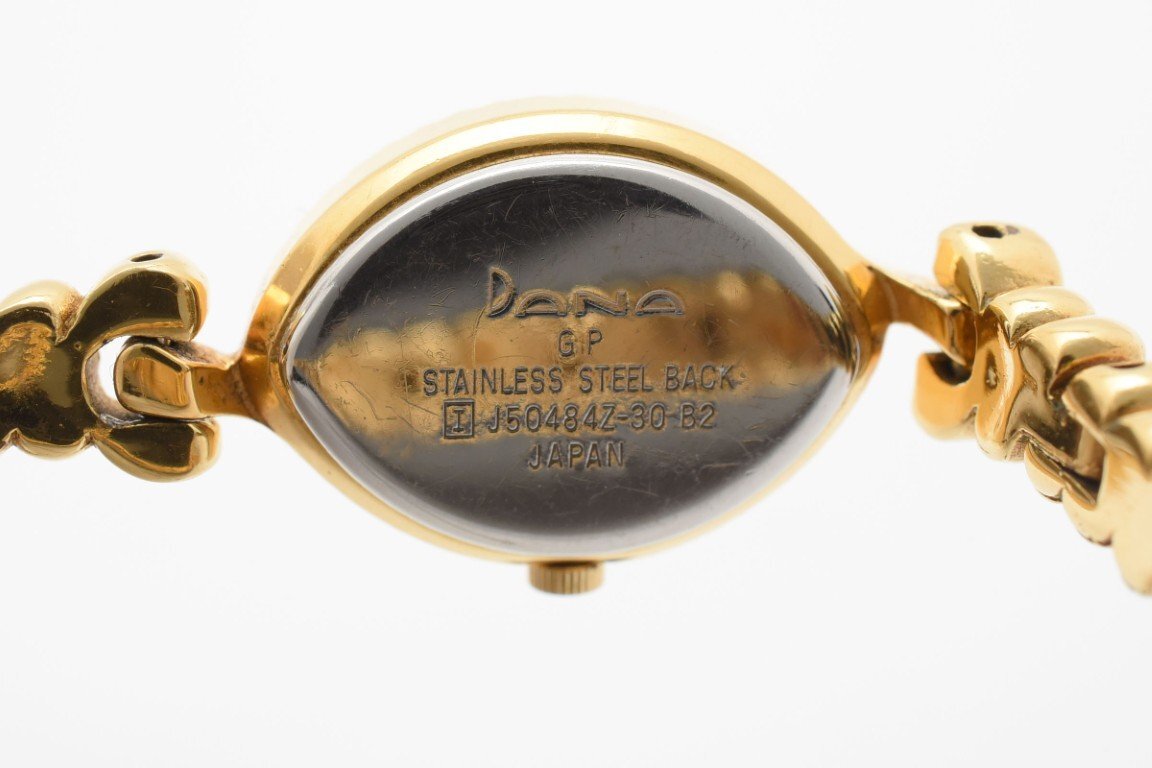 Dana
GP
STAINLESS STEEL BACK
I J50484Z-30 B2
JAPAN